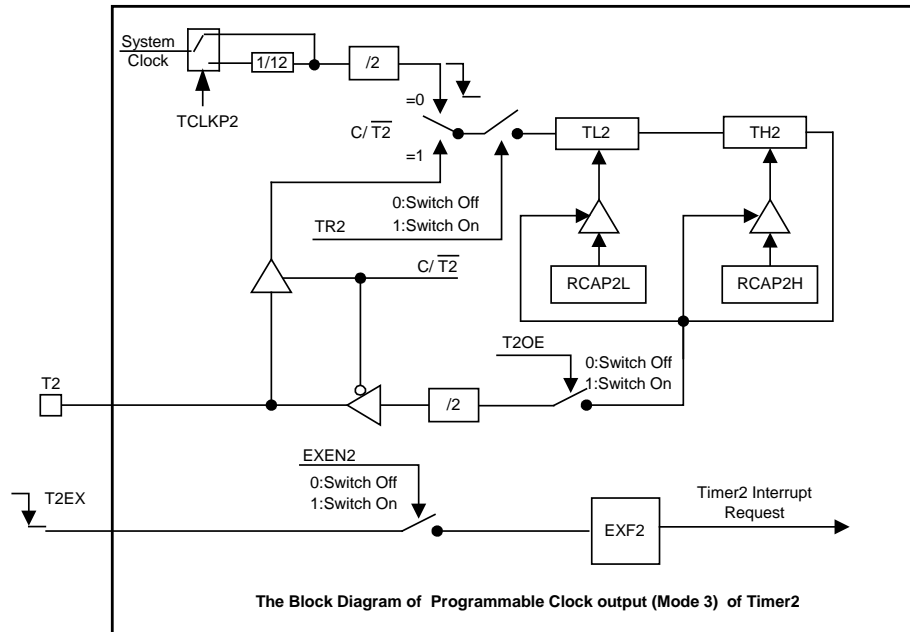 System
Clock
1/12
/2
TCLKP2
=0
C/T2
=1
TL2
TH2
0:Switch Off
1:Switch On
TR2
C/T2
RCAP2L
RCAP2H
T2OE
0:Switch Off
1:Switch On
T2
/2
EXEN2
0:Switch Off
1:Switch On
T2EX
EXF2
Timer2 Interrupt
Request
The Block Diagram of Programmable Clock output (Mode 3) of Timer2